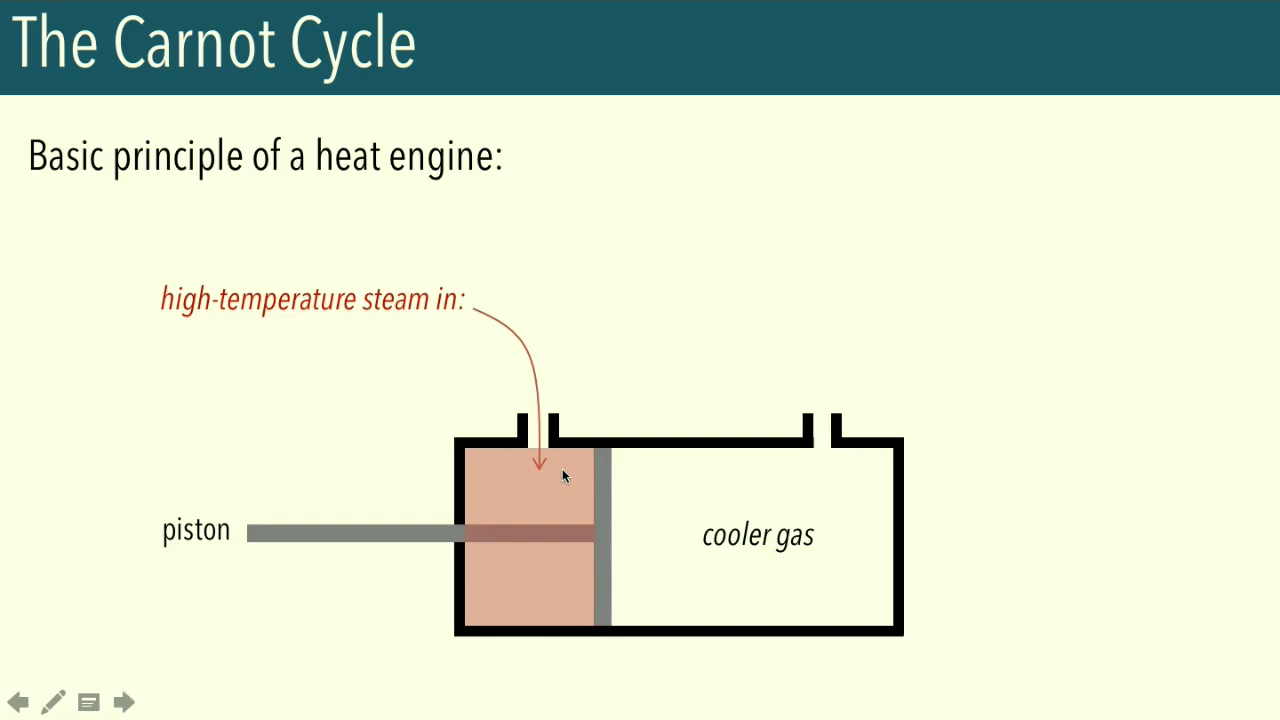 The Carnot Cycle
Basic principle of a heat engine:
high-temperature steam in:
piston
cooler gas